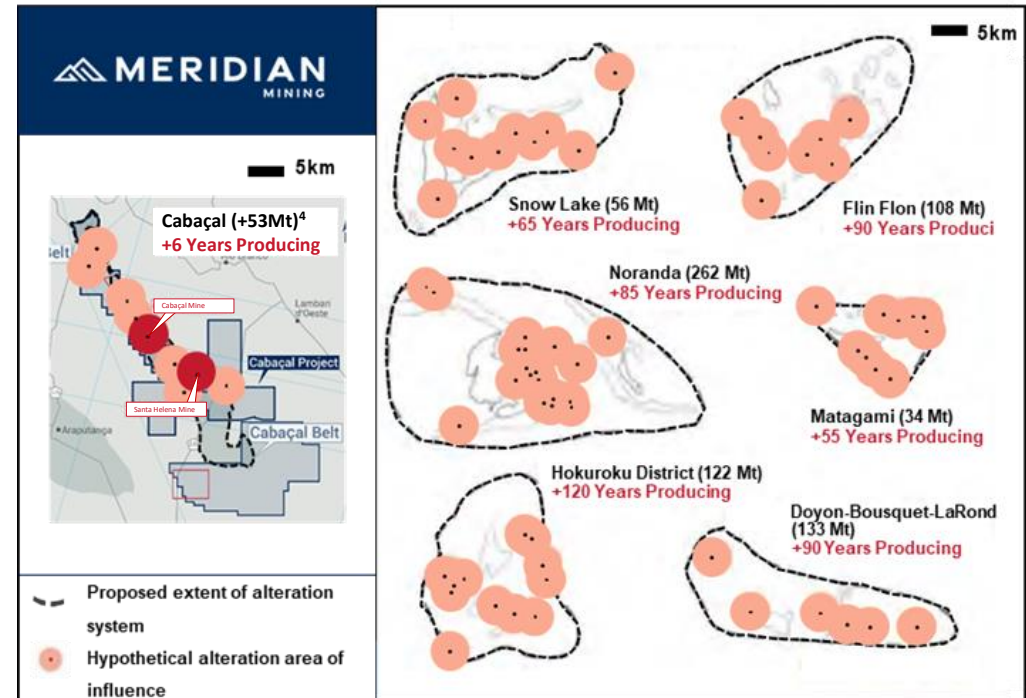 MERIDIAN
MINING
5km
Cabaçal (+53Mt)⁴
+6 Years Producing
Belt
Cabaçal Mine
Lambari
d'Oeste
Cabaçal Project
Santa Helena Mine
Araputanga
Cabaçal Belt
Proposed extent of alteration
system
Hypothetical alteration area of
influence
5km
Snow Lake (56 Mt)
+65 Years Producing
Flin Flon (108 Mt)
+90 Years Produci
Noranda (262 Mt)
+85 Years Producing
Matagami (34 Mt)
+55 Years Producing
Hokuroku District (122 Mt)
+120 Years Producing
Doyon-Bousquet-LaRond
(133 Mt)
+90 Years Producing